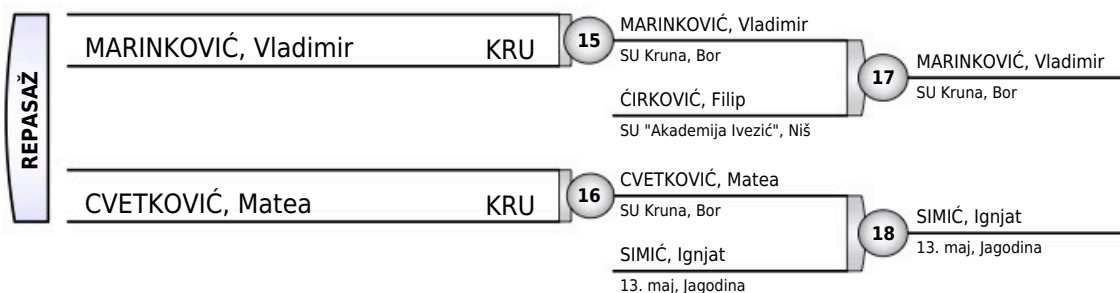 REPASAŽ
MARINKOVIĆ, Vladimir KRU
15
MARINKOVIĆ, Vladimir
SU Kruna, Bor
ĆIRKOVIĆ, Filip
SU "Akademija Ivezić", Niš
17
MARINKOVIĆ, Vladimir
SU Kruna, Bor
CVETKOVIĆ, Matea KRU
16
CVETKOVIĆ, Matea
SU Kruna, Bor
SIMIĆ, Ignjat
13. maj, Jagodina
18
SIMIĆ, Ignjat
13. maj, Jagodina